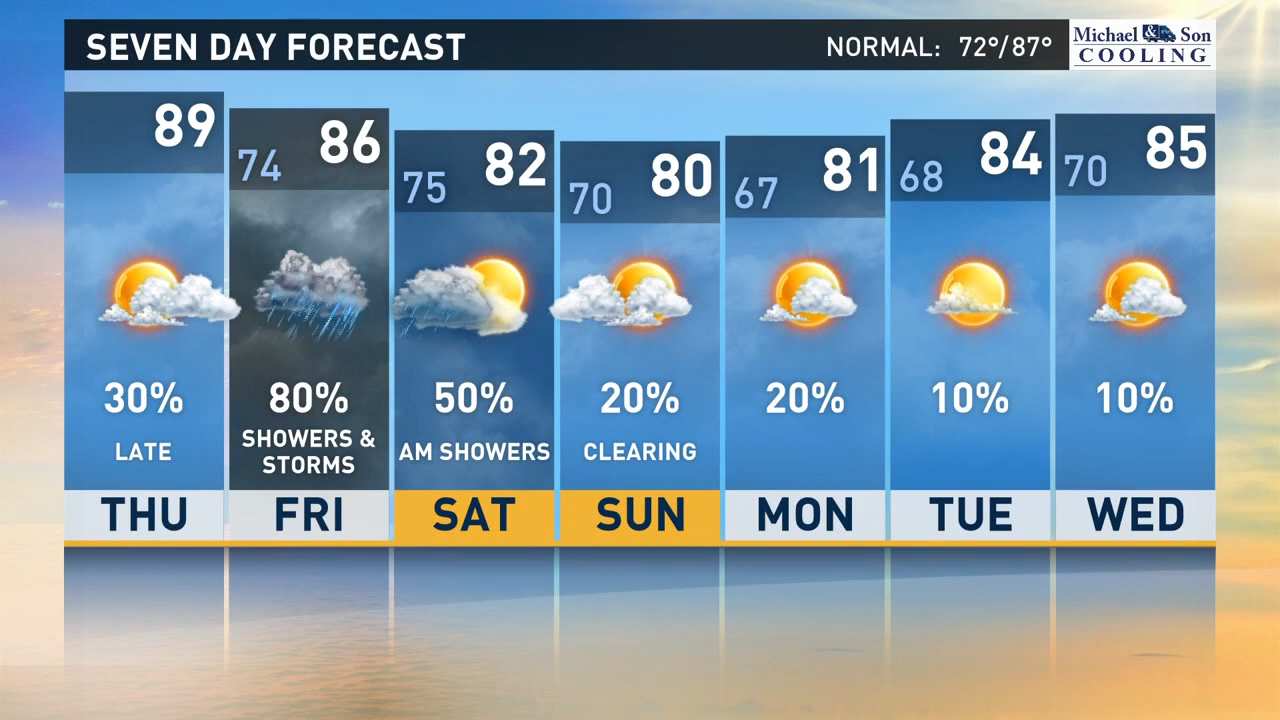 SEVEN DAY FORECAST
NORMAL: 72°/87°
Michael & Son
COOLING
89
74 86
75 82
70 80
67 81
68 84
70 85
30%
80%
50%
20%
20%
10%
10%
LATE
SHOWERS &
STORMS
AM SHOWERS
CLEARING
THU
FRI
SAT
SUN
MON
TUE
WED